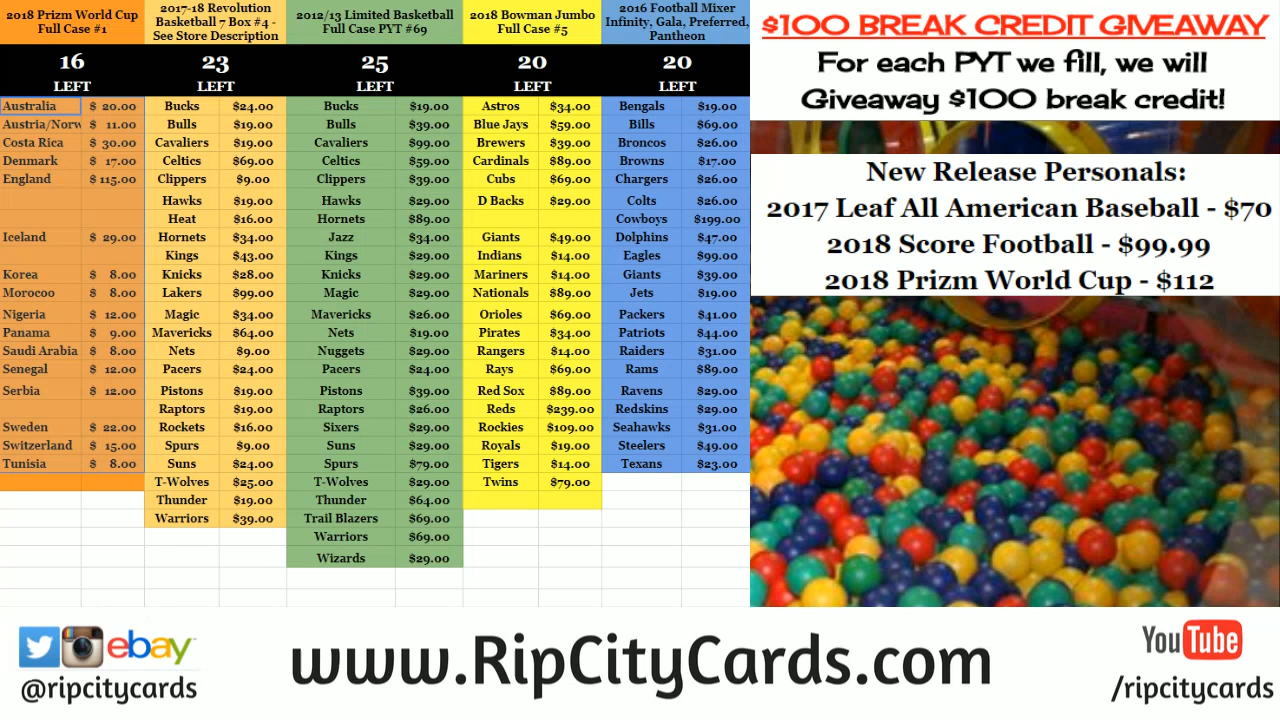 2018 Prizm World Cup
Full Case #1
16
LEFT
Australia $ 20.00
Austria/Norw $ 11.00
Costa Rica $ 30.00
Denmark $ 17.00
England $ 115.00
Iceland $ 29.00
Korea $ 8.00
Morocoo $ 8.00
Nigeria $ 12.00
Panama $ 9.00
Saudi Arabia $ 8.00
Senegal $ 12.00
Serbia $ 12.00
Sweden $ 22.00
Switzerland $ 15.00
Tunisia $ 8.00
2017-18 Revolution
Basketball 7 Box #4 -
See Store Description
23
LEFT
Bucks $24.00
Bulls $19.00
Cavaliers $19.00
Celtics $69.00
Clippers $9.00
Hawks $19.00
Heat $16.00
Hornets $34.00
Kings $43.00
Knicks $28.00
Lakers $99.00
Magic $34.00
Mavericks $64.00
Nets $9.00
Pacers $24.00
Pistons $19.00
Raptors $19.00
Rockets $16.00
Spurs $9.00
Suns $24.00
T-Wolves $25.00
Thunder $19.00
Warriors $39.00
2012/13 Limited Basketball
Full Case PYT #69
25
LEFT
Bucks $19.00
Bulls $39.00
Cavaliers $99.00
Celtics $59.00
Clippers $39.00
Hawks $29.00
Hornets $89.00
Jazz $34.00
Kings $29.00
Knicks $29.00
Magic $29.00
Mavericks $26.00
Nets $19.00
Nuggets $29.00
Pacers $24.00
Pistons $39.00
Raptors $26.00
Sixers $29.00
Suns $29.00
Spurs $79.00
T-Wolves $29.00
Thunder $64.00
Trail Blazers $69.00
Warriors $69.00
Wizards $29.00
2018 Bowman Jumbo
Full Case #5
20
LEFT
Astros $34.00
Blue Jays $59.00
Brewers $39.00
Cardinals $89.00
Cubs $69.00
D Backs $29.00
Giants $49.00
Indians $14.00
Mariners $14.00
Nationals $89.00
Orioles $69.00
Pirates $34.00
Rangers $14.00
Rays $69.00
Red Sox $89.00
Reds $239.00
Rockies $109.00
Royals $19.00
Tigers $14.00
Twins $79.00
2016 Football Mixer
Infinity, Gala, Preferred,
Pantheon
20
LEFT
Bengals $19.00
Bills $69.00
Broncos $26.00
Browns $17.00
Chargers $26.00
Colts $26.00
Cowboys $199.00
Dolphins $47.00
Eagles $99.00
Giants $39.00
Jets $19.00
Packers $41.00
Patriots $44.00
Raiders $31.00
Rams $89.00
Ravens $29.00
Redskins $29.00
Seahawks $31.00
Steelers $49.00
Texans $23.00
$100 BREAK CREDIT GIVEAWAY
For each PYT we fill, we will
Giveaway $100 break credit!
New Release Personals:
2017 Leaf All American Baseball - $70
2018 Score Football - $99.99
2018 Prizm World Cup - $112
ebay
@ripcitycards
www.RipCityCards.com
YouTube
/ripcitycards